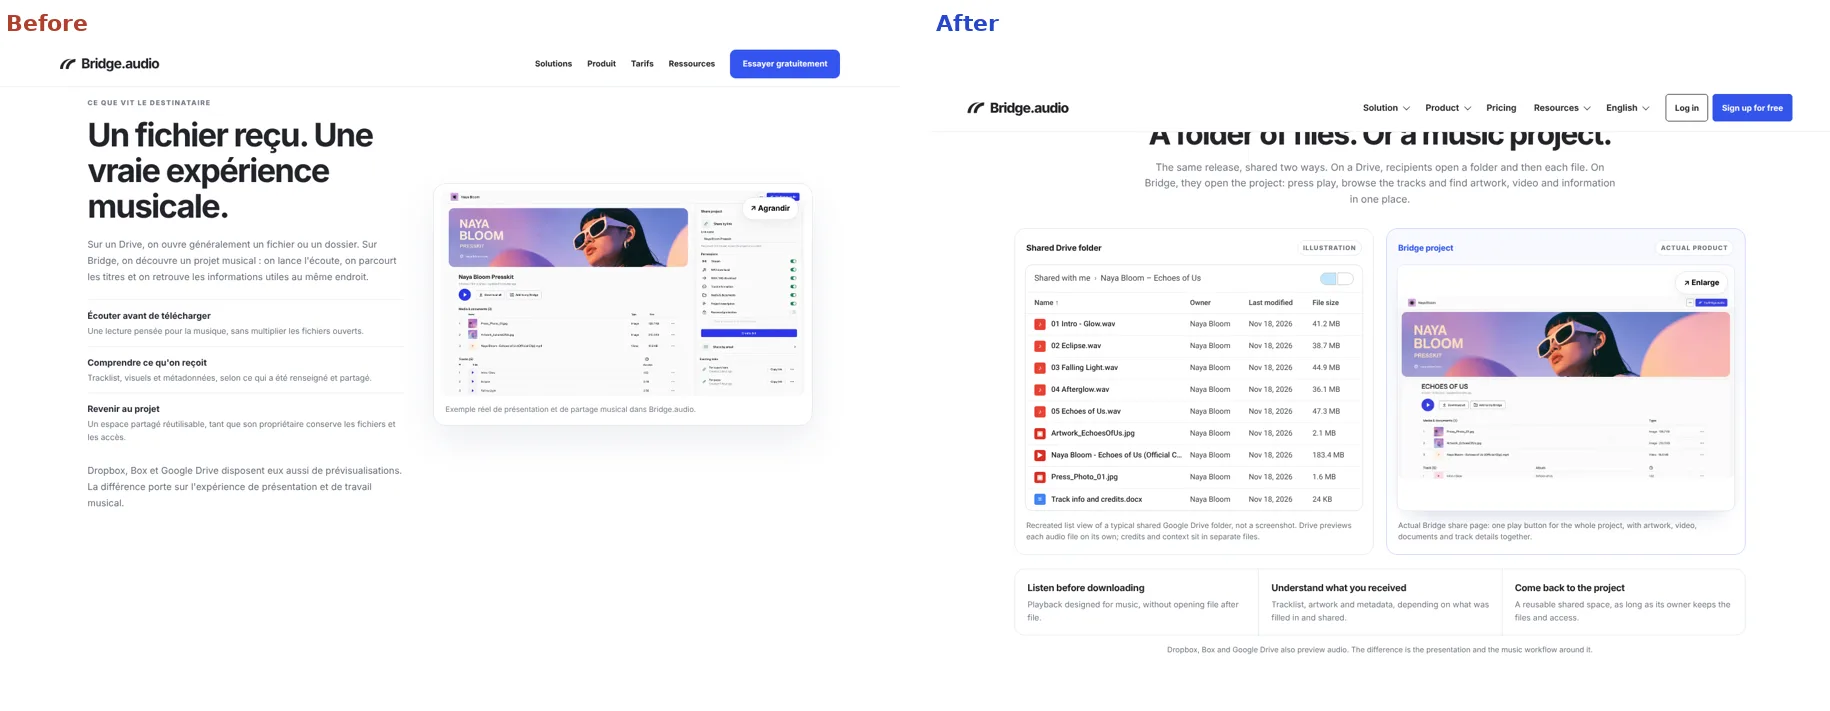 Before
Bridge.audio
Solutions
Produit
Tarifs
Ressources
Essayer gratuitement
CE QUE VIT LE DESTINATAIRE
Un fichier reçu. Une
vraie expérience
musicale.
Sur un Drive, on ouvre généralement un fichier ou un dossier. Sur
Bridge, on découvre un projet musical : on lance l'écoute, on parcourt
les titres et on retrouve les informations utiles au même endroit.
Écouter avant de télécharger
Une lecture pensée pour la musique, sans multiplier les fichiers ouverts.
Comprendre ce qu'on reçoit
Tracklist, visuels et métadonnées, selon ce qui a été renseigné et partagé.
Revenir au projet
Un espace partagé réutilisable, tant que son propriétaire conserve les fichiers et
les accès.
Dropbox, Box et Google Drive disposent eux aussi de prévisualisations.
La différence porte sur l'expérience de présentation et de travail
musical.
Naya Bloom
↗ Agrandir
NAYA
BLOOM
PRESSKIT
Naya Bloom Presskit
Share project
Exemple réel de présentation et de partage musical dans Bridge.audio.
After
Bridge.audio
Solution
Product
Pricing
Resources
English
Log in
Sign up for free
A folder of files. Or a music project.
The same release, shared two ways. On a Drive, recipients open a folder and then each file. On
Bridge, they open the project: press play, browse the tracks and find artwork, video and information
in one place.
Shared Drive folder
ILLUSTRATION
Shared with me › Naya Bloom – Echoes of Us
Name ↑ Owner Last modified File size
01 Intro - Glow.wav Naya Bloom Nov 18, 2026 41.2 MB
02 Eclipse.wav Naya Bloom Nov 18, 2026 38.7 MB
03 Falling Light.wav Naya Bloom Nov 18, 2026 44.9 MB
04 Afterglow.wav Naya Bloom Nov 18, 2026 36.1 MB
05 Echoes of Us.wav Naya Bloom Nov 18, 2026 47.3 MB
Artwork_EchoesOfUs.jpg Naya Bloom Nov 18, 2026 2.1 MB
Naya Bloom - Echoes of Us (Official C... Naya Bloom Nov 18, 2026 183.4 MB
Press_Photo_01.jpg Naya Bloom Nov 18, 2026 1.6 MB
Track info and credits.docx Naya Bloom Nov 18, 2026 24 KB
Recreated list view of a typical shared Google Drive folder, not a screenshot. Drive previews
each audio file on its own; credits and context sit in separate files.
Bridge project
ACTUAL PRODUCT
↗ Enlarge
Naya Bloom
NAYA
BLOOM
PRESSKIT
ECHOES OF US
Actual Bridge share page: one play button for the whole project, with artwork, video,
documents and track details together.
Listen before downloading
Playback designed for music, without opening file after
file.
Understand what you received
Tracklist, artwork and metadata, depending on what was
filled in and shared.
Come back to the project
A reusable shared space, as long as its owner keeps the
files and access.
Dropbox, Box and Google Drive also preview audio. The difference is the presentation and the music workflow around it.